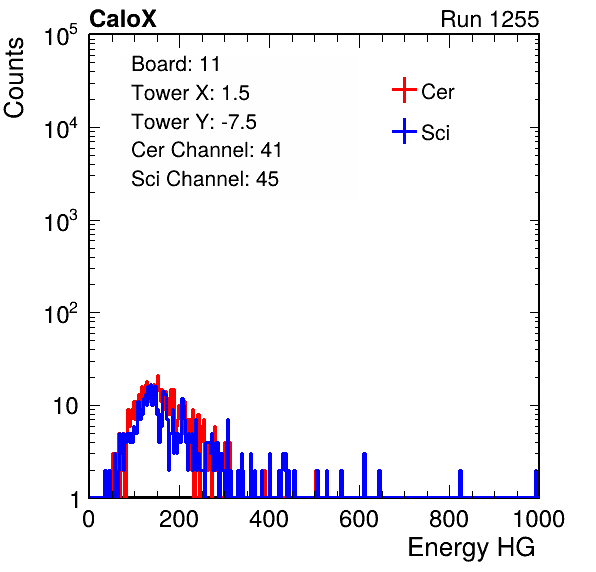 CaloX Run 1255
Counts
Board: 11
Tower X: 1.5
Tower Y: -7.5
Cer Channel: 41
Sci Channel: 45
Cer
Sci
10^5
10^4
10^3
10^2
10
1
0 200 400 600 800 1000
Energy HG